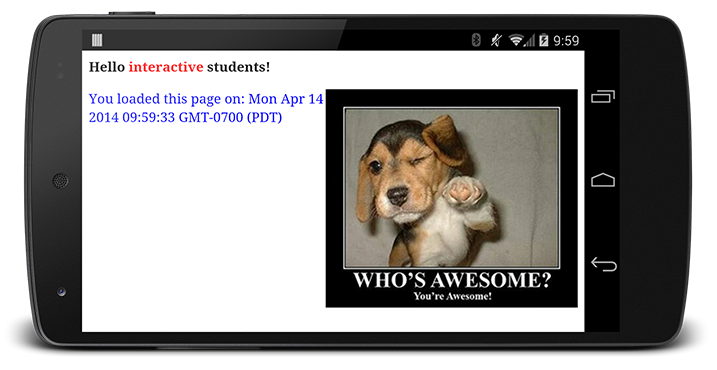 9:59
Hello interactive students!
You loaded this page on: Mon Apr 14
2014 09:59:33 GMT-0700 (PDT)
WHO'S AWESOME?
You're Awesome!